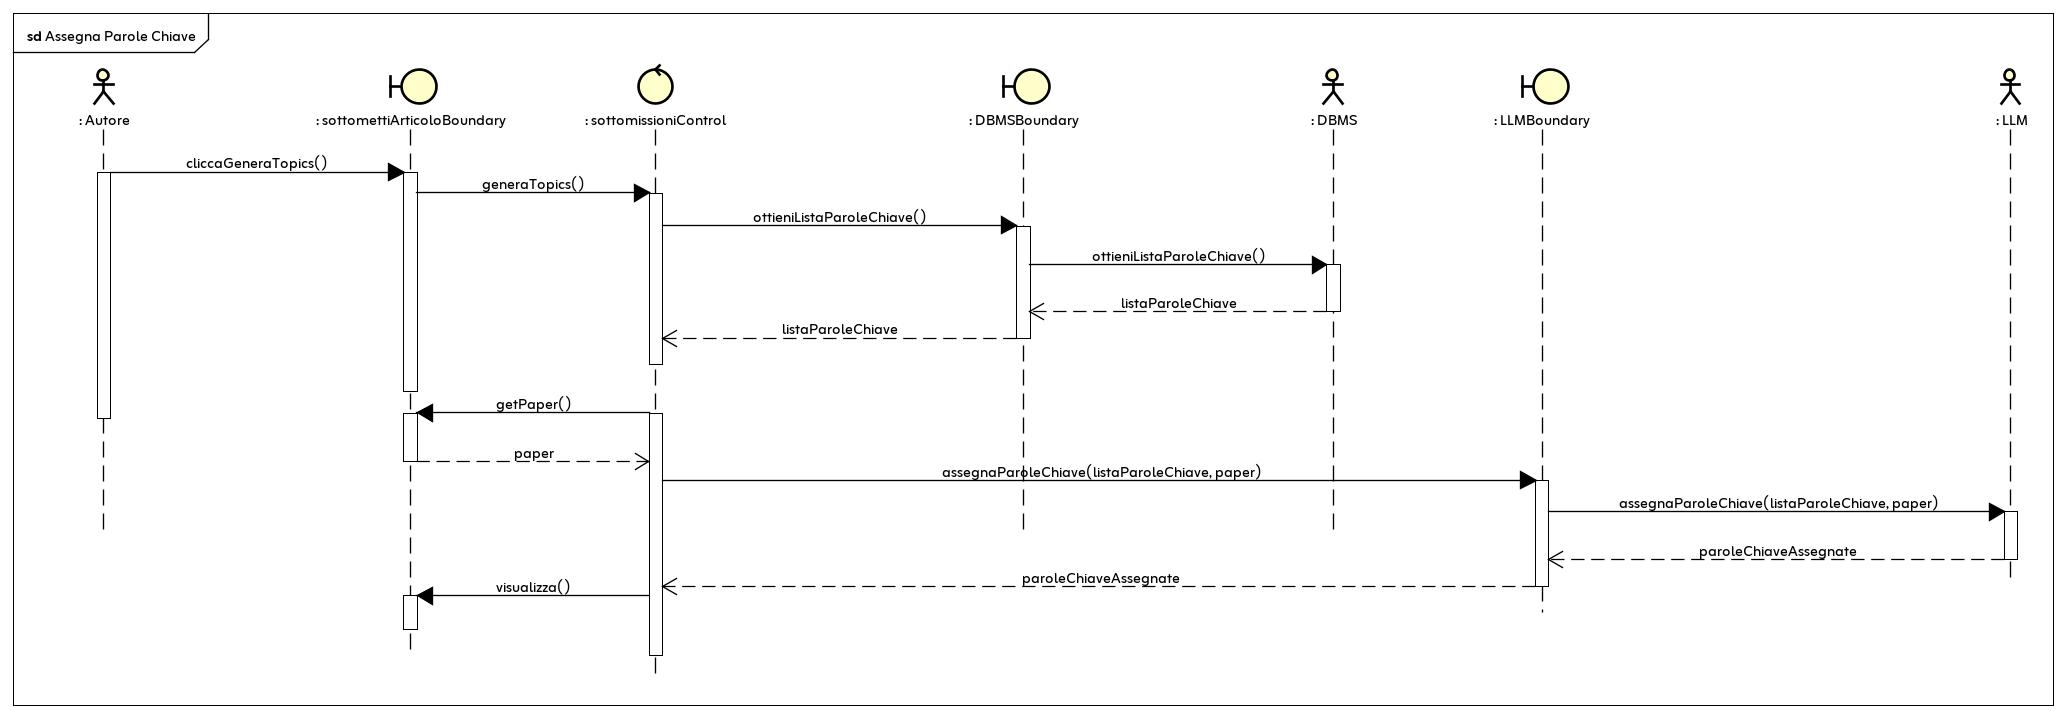 sd Assegna Parole Chiave
: Autore
: sottomettiArticoloBoundary
: sottomissioniControl
: DBMSBoundary
: DBMS
: LLMBoundary
: LLM
cliccaGeneraTopics()
generaTopics()
ottieniListaParoleChiave()
ottieniListaParoleChiave()
listaParoleChiave
listaParoleChiave
getPaper()
paper
assegnaParoleChiave(listaParoleChiave, paper)
assegnaParoleChiave(listaParoleChiave, paper)
paroleChiaveAssegnate
paroleChiaveAssegnate
visualizza()